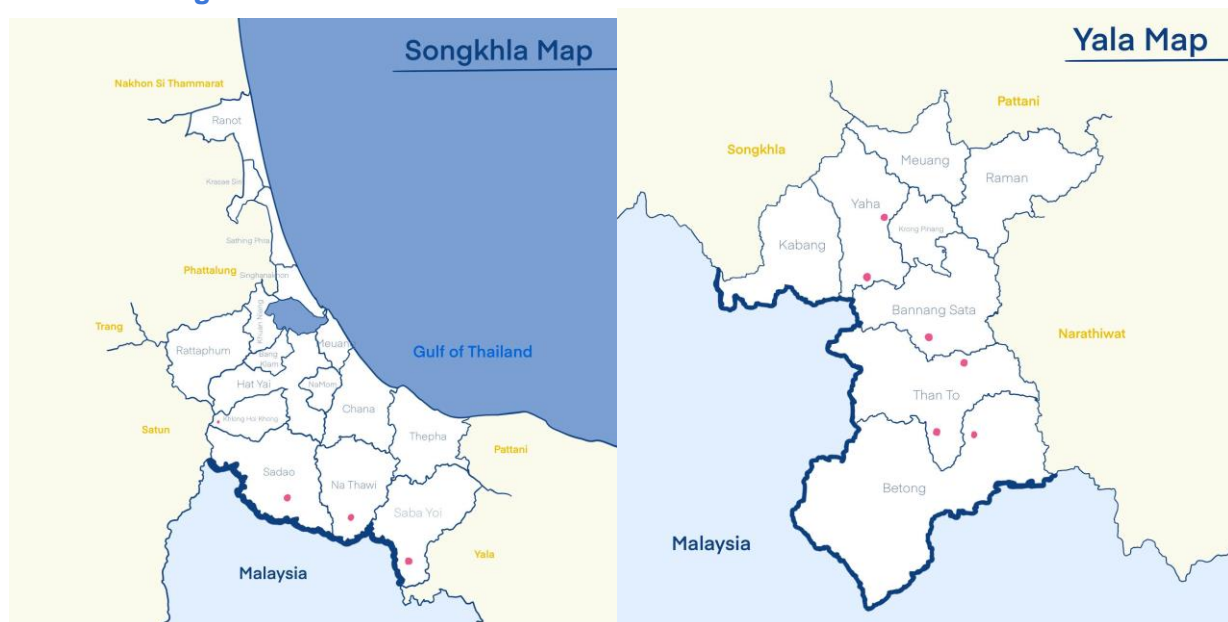 Songkhla Map
Nakhon Si Thammarat
Ranot
Krasae Sin
Sathing Phra
Phattalung
Singhanakhon
Trang
Khuan Niang
Meuang
Rattaphum
Bang
Klam
Gulf of Thailand
Hat Yai
NaMom
Chana
Khlong Hoi Khong
Satun
Thepha
Pattani
Sadao
Na Thawi
Saba Yoi
Yala
Malaysia
Yala Map
Pattani
Songkhla
Meuang
Raman
Yaha
Krong Pinang
Kabang
Bannang Sata
Narathiwat
Than To
Betong
Malaysia